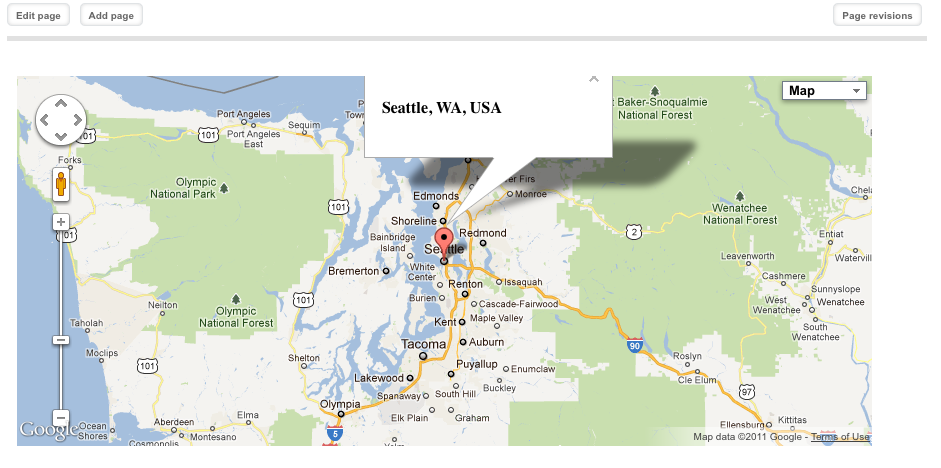 Edit page
Add page
Page revisions
Seattle, WA, USA
Map
Port Angeles
Port Angeles East
Sequim
101
101
Forks
Olympic National Park
101
101
101
Olympic National Forest
Neilton
Taholah
Moclips
101
Ocean Shores
Aberdeen
Cosmopolis
Montesano
Elma
Shelton
Olympia
5
Edmonds
Shoreline
Bainbridge Island
Seattle
Redmond
Bremerton
White Center
Renton
Issaquah
Burien
Cascade-Fairwood
Kent
Maple Valley
Tacoma
Auburn
Puyallup
Enumclaw
Lakewood
Buckley
Spanaway
South Hill
Elk Plain
Graham
Monroe
Baker-Snoqualmie
National Forest
2
Wenatchee
National Forest
Entiat
Leavenworth
Cashmere
Sunnyslope
West Wenatchee
Wenatchee
South Wenatchee
90
Roslyn
Cle Elum
97
Ellensburg
Kittitas
Google
Map data ©2011 Google - Terms of Use